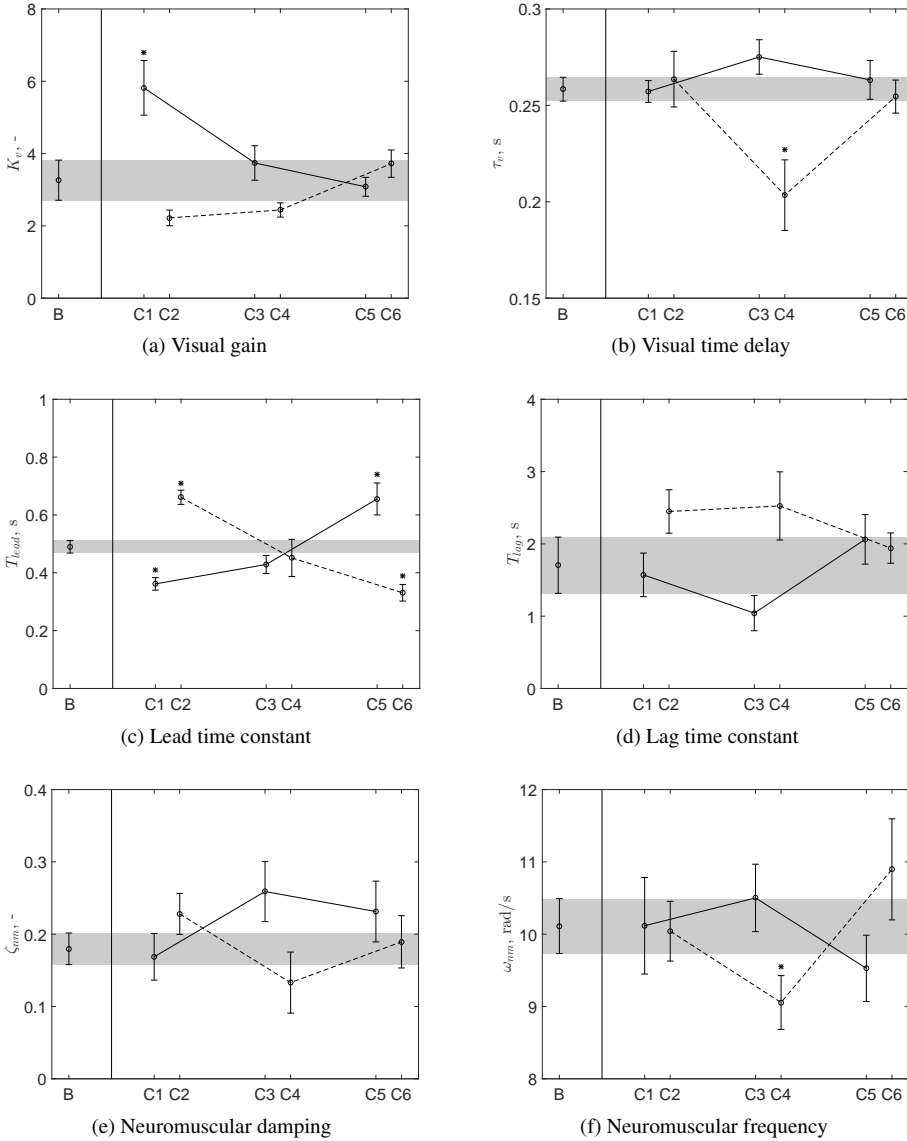 8
6
4
2
0
K_v, -
*
B C1 C2 C3 C4 C5 C6
(a) Visual gain
0.3
0.25
0.2
0.15
τ_v, s
*
B C1 C2 C3 C4 C5 C6
(b) Visual time delay
1
0.8
0.6
0.4
0.2
0
T_lead, s
* * * *
B C1 C2 C3 C4 C5 C6
(c) Lead time constant
4
3
2
1
0
T_lag, s
B C1 C2 C3 C4 C5 C6
(d) Lag time constant
0.4
0.3
0.2
0.1
0
ζ_nm, -
B C1 C2 C3 C4 C5 C6
(e) Neuromuscular damping
12
11
10
9
8
ω_nm, rad/s
*
B C1 C2 C3 C4 C5 C6
(f) Neuromuscular frequency